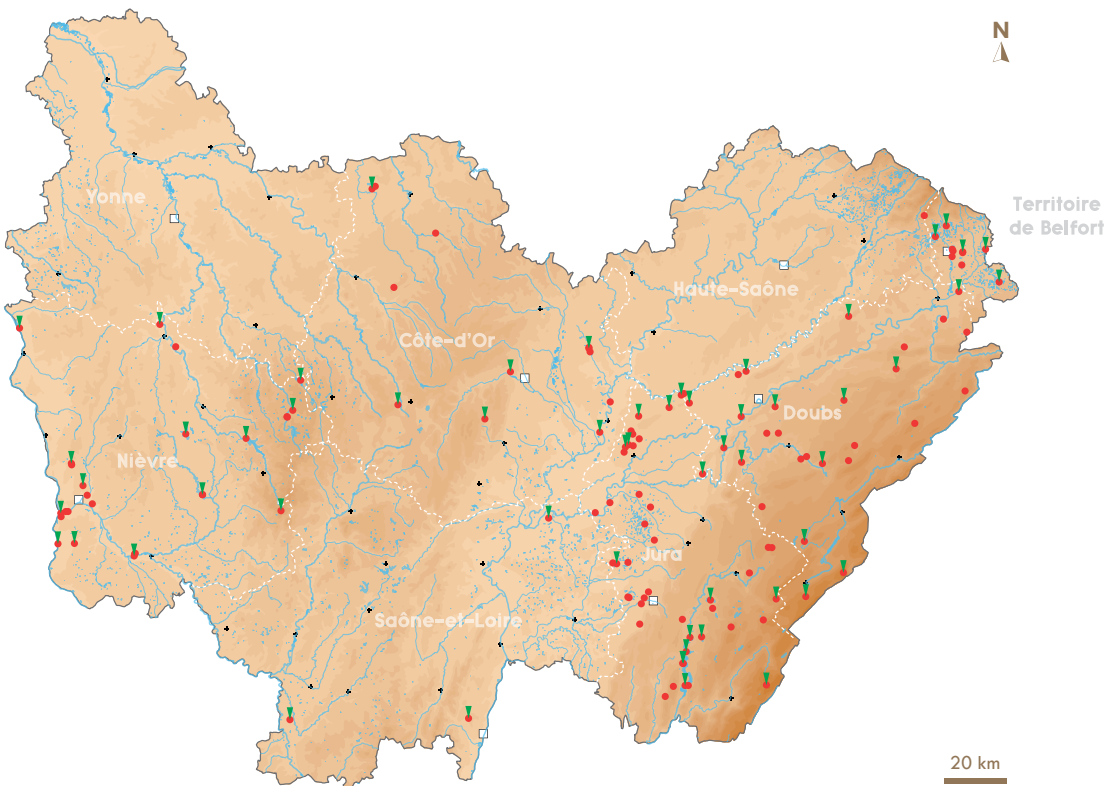 N
Yonne
Territoire
de Belfort
Haute-Saône
Côte-d'Or
Doubs
Nièvre
Jura
Saône-et-Loire
20 km